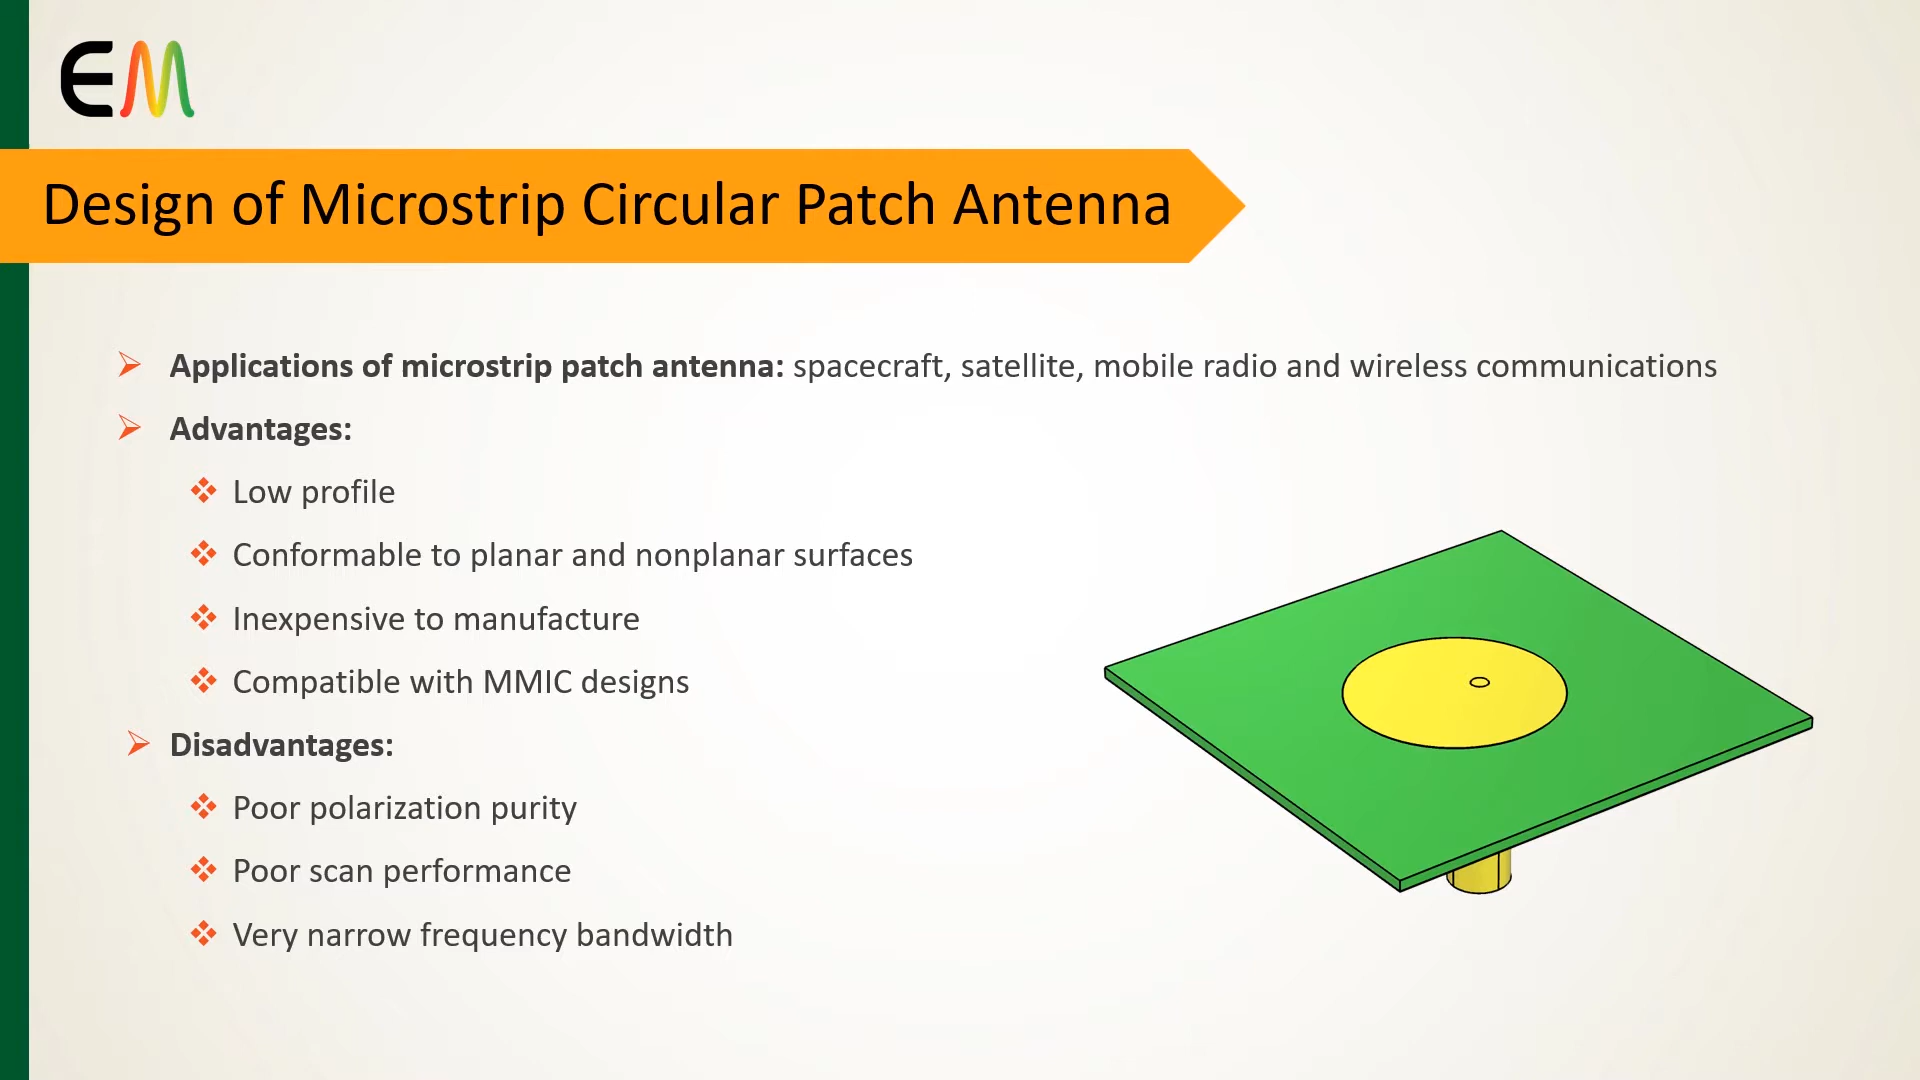 EM
Design of Microstrip Circular Patch Antenna
Applications of microstrip patch antenna: spacecraft, satellite, mobile radio and wireless communications
Advantages:
Low profile
Conformable to planar and nonplanar surfaces
Inexpensive to manufacture
Compatible with MMIC designs
Disadvantages:
Poor polarization purity
Poor scan performance
Very narrow frequency bandwidth